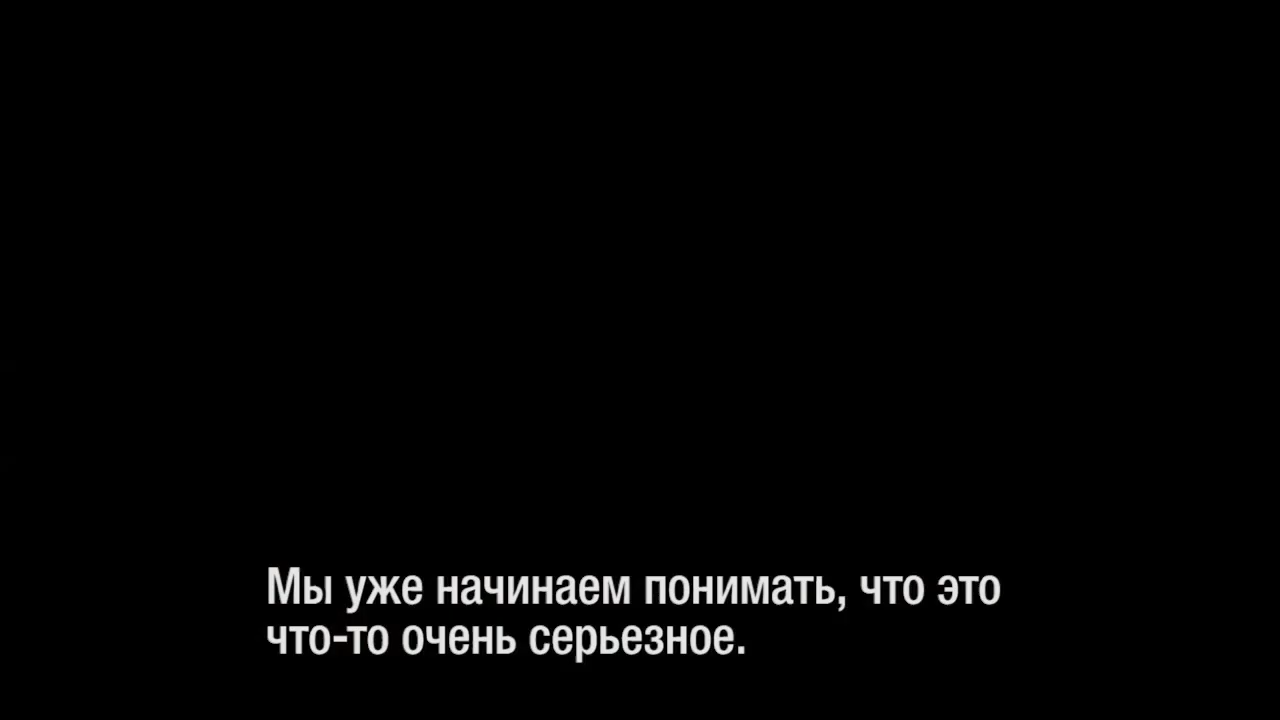 Мы уже начинаем понимать, что это
что-то очень серьезное.